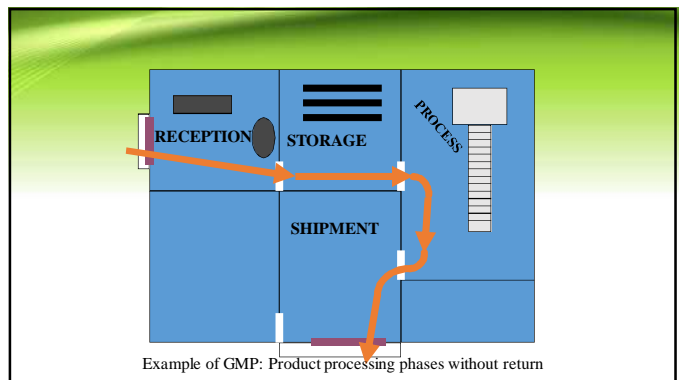 RECEPTION
STORAGE
PROCESS
SHIPMENT
Example of GMP: Product processing phases without return